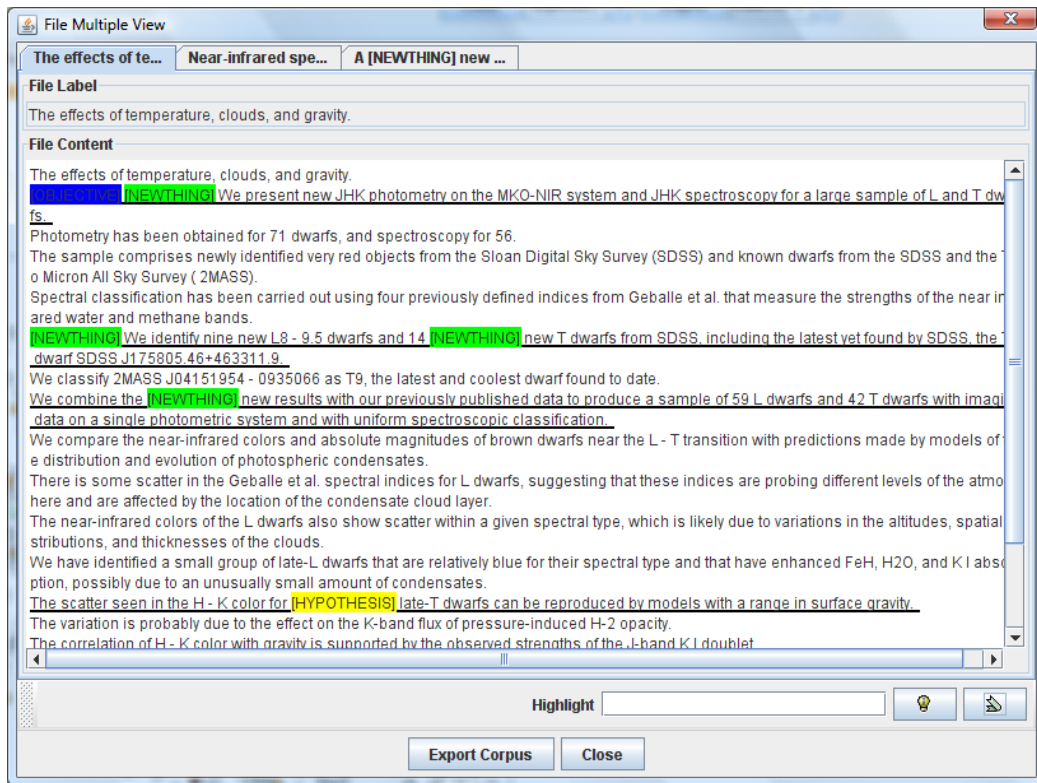 File Multiple View
The effects of te... Near-infrared spe... A [NEWTHING] new ...
File Label
The effects of temperature, clouds, and gravity.
File Content
The effects of temperature, clouds, and gravity.
[OBJECTIVE] [NEWTHING] We present new JHK photometry on the MKO-NIR system and JHK spectroscopy for a large sample of L and T dw
fs.
Photometry has been obtained for 71 dwarfs, and spectroscopy for 56.
The sample comprises newly identified very red objects from the Sloan Digital Sky Survey (SDSS) and known dwarfs from the SDSS and the T
o Micron All Sky Survey ( 2MASS).
Spectral classification has been carried out using four previously defined indices from Geballe et al. that measure the strengths of the near in
ared water and methane bands.
[NEWTHING] We identify nine new L8 - 9.5 dwarfs and 14 [NEWTHING] new T dwarfs from SDSS, including the latest yet found by SDSS, the T
dwarf SDSS J175805.46+463311.9.
We classify 2MASS J04151954 - 0935066 as T9, the latest and coolest dwarf found to date.
We combine the [NEWTHING] new results with our previously published data to produce a sample of 59 L dwarfs and 42 T dwarfs with imagi
data on a single photometric system and with uniform spectroscopic classification.
We compare the near-infrared colors and absolute magnitudes of brown dwarfs near the L - T transition with predictions made by models of
e distribution and evolution of photospheric condensates.
There is some scatter in the Geballe et al. spectral indices for L dwarfs, suggesting that these indices are probing different levels of the atmo
here and are affected by the location of the condensate cloud layer.
The near-infrared colors of the L dwarfs also show scatter within a given spectral type, which is likely due to variations in the altitudes, spatial
stributions, and thicknesses of the clouds.
We have identified a small group of late-L dwarfs that are relatively blue for their spectral type and that have enhanced FeH, H2O, and K I abso
ption, possibly due to an unusually small amount of condensates.
The scatter seen in the H - K color for [HYPOTHESIS] late-T dwarfs can be reproduced by models with a range in surface gravity.
The variation is probably due to the effect on the K-band flux of pressure-induced H-2 opacity.
The correlation of H - K color with gravity is supported by the observed strengths of the J-band K I doublet
Highlight
Export Corpus Close